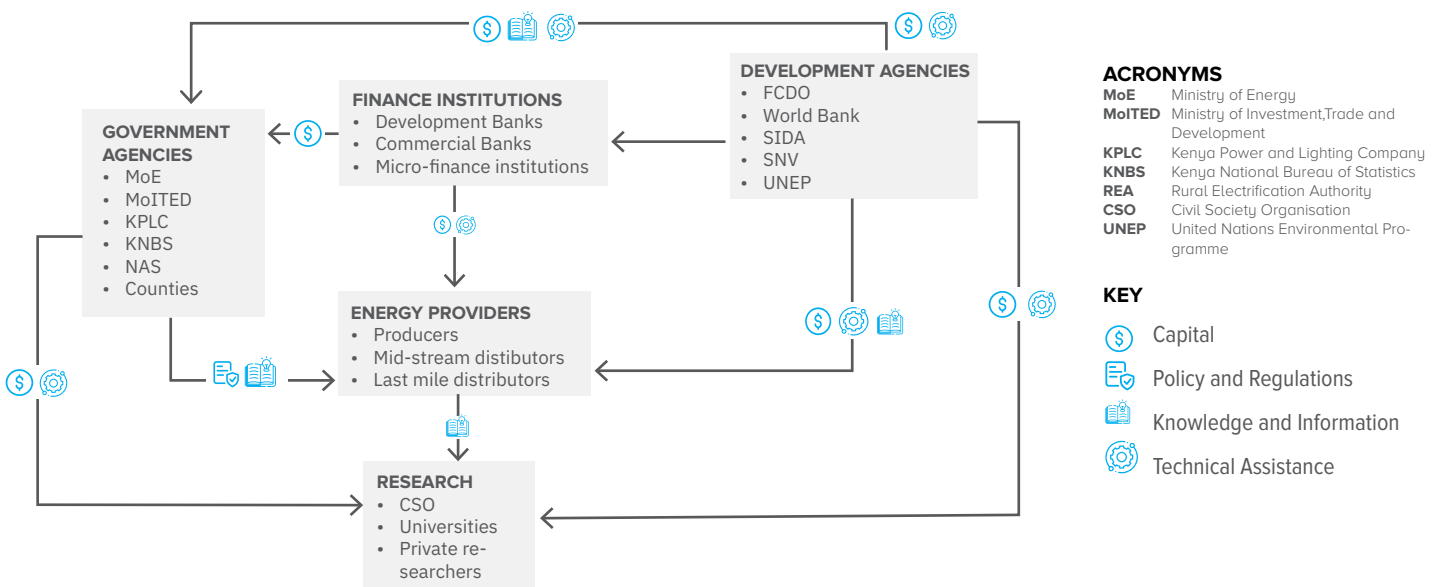 GOVERNMENT
AGENCIES
• MoE
• MoITED
• KPLC
• KNBS
• NAS
• Counties
FINANCE INSTITUTIONS
• Development Banks
• Commercial Banks
• Micro-finance institutions
DEVELOPMENT AGENCIES
• FCDO
• World Bank
• SIDA
• SNV
• UNEP
ENERGY PROVIDERS
• Producers
• Mid-stream distibutors
• Last mile distributors
RESEARCH
• CSO
• Universities
• Private re-
searchers
ACRONYMS
MoE Ministry of Energy
MoITED Ministry of Investment,Trade and
Development
KPLC Kenya Power and Lighting Company
KNBS Kenya National Bureau of Statistics
REA Rural Electrification Authority
CSO Civil Society Organisation
UNEP United Nations Environmental Pro-
gramme
KEY
$ Capital
Policy and Regulations
Knowledge and Information
Technical Assistance